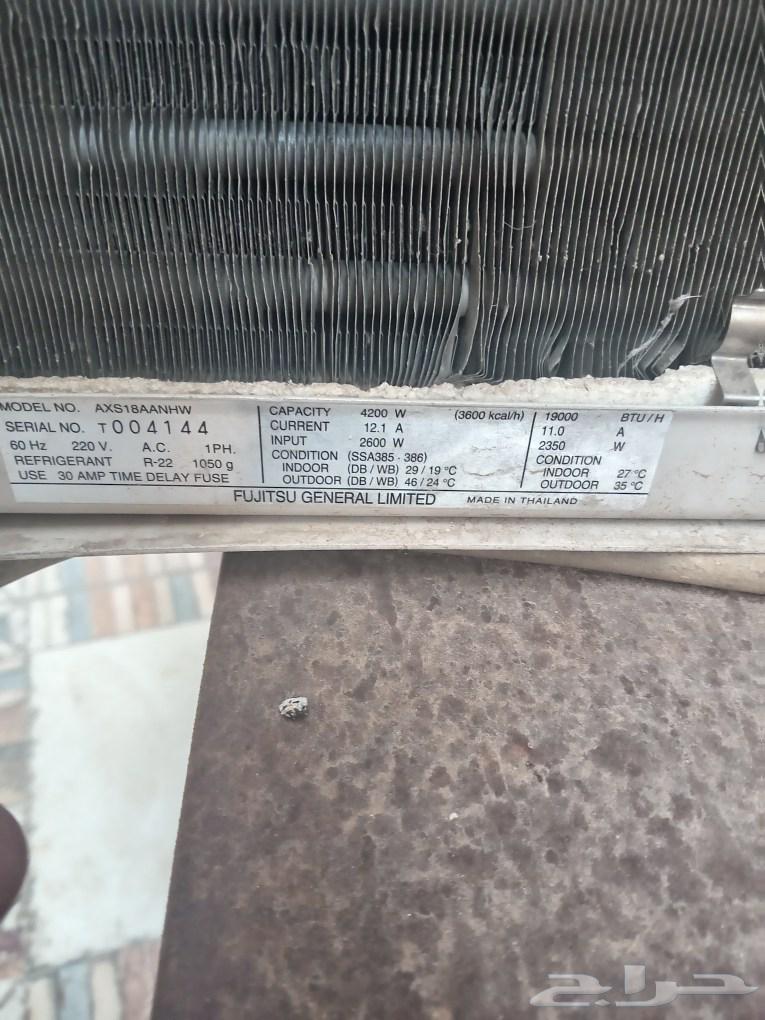 MODEL NO. AXS18AANHW
SERIAL NO. T 004144
60 Hz 220 V. A.C. 1PH.
REFRIGERANT R-22 1050 g
USE 30 AMP TIME DELAY FUSE
CAPACITY 4200 W (3600 kcal/h)
CURRENT 12.1 A
INPUT 2600 W
CONDITION (SSA385 - 386)
INDOOR (DB / WB) 29 / 19 °C
OUTDOOR (DB / WB) 46 / 24 °C
19000 BTU / H
11.0 A
2350 W
CONDITION
INDOOR 27 °C
OUTDOOR 35 °C
FUJITSU GENERAL LIMITED MADE IN THAILAND
حراج